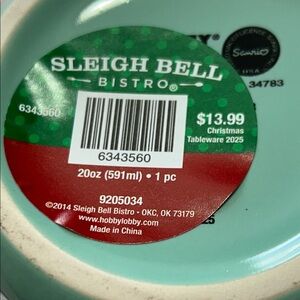 SLEIGH BELL
BISTRO®
6343560
$13.99
Christmas
Tableware 2025
6343560
20oz (591ml) • 1 pc
9205034
©2014 Sleigh Bell Bistro - OKC, OK 73179
www.hobbylobby.com
Made in China
Sanrio
34783